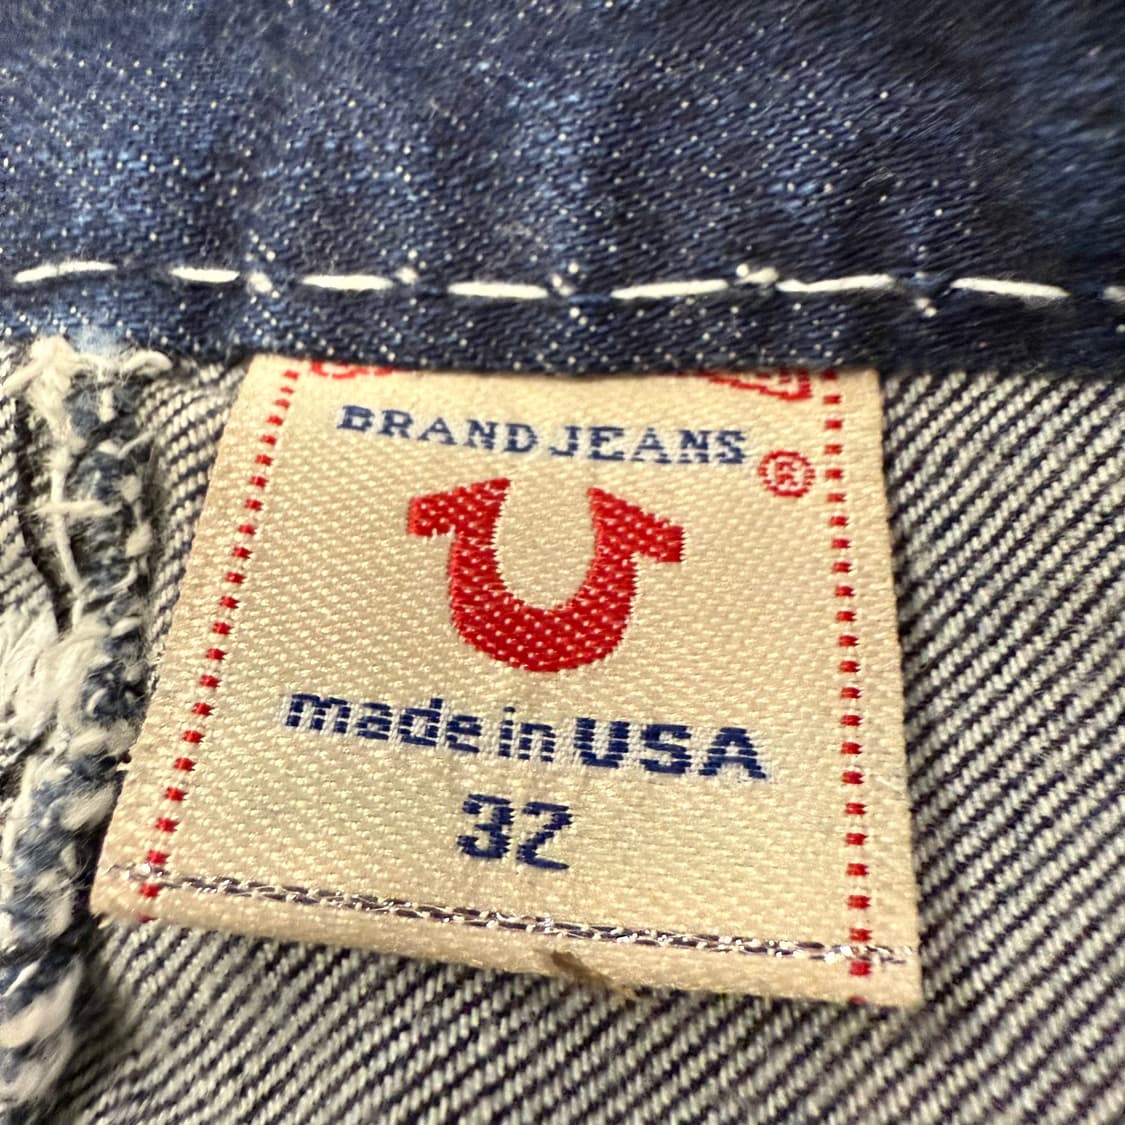 BRAND JEANS
®
made in USA
32